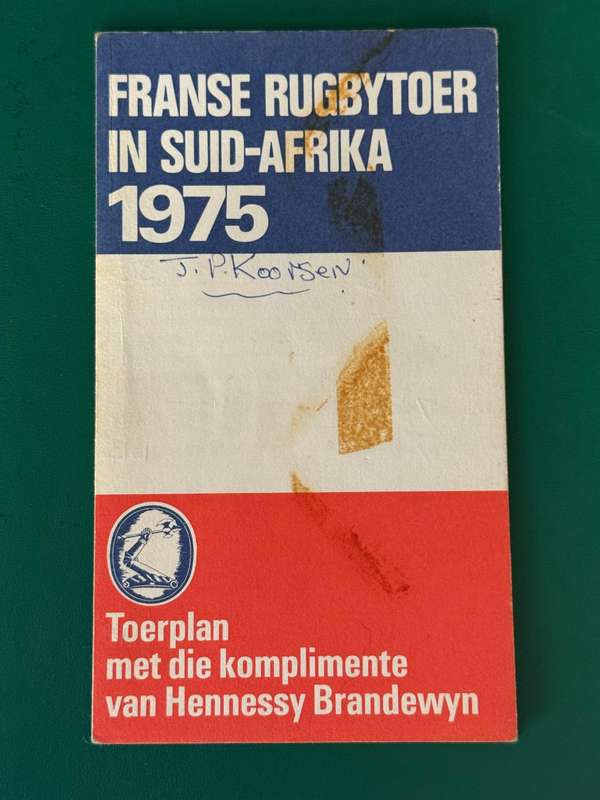 FRANSE RUGBYTOER
IN SUID-AFRIKA
1975
J.P.Koorsen
Toerplan
met die komplimente
van Hennessy Brandewyn